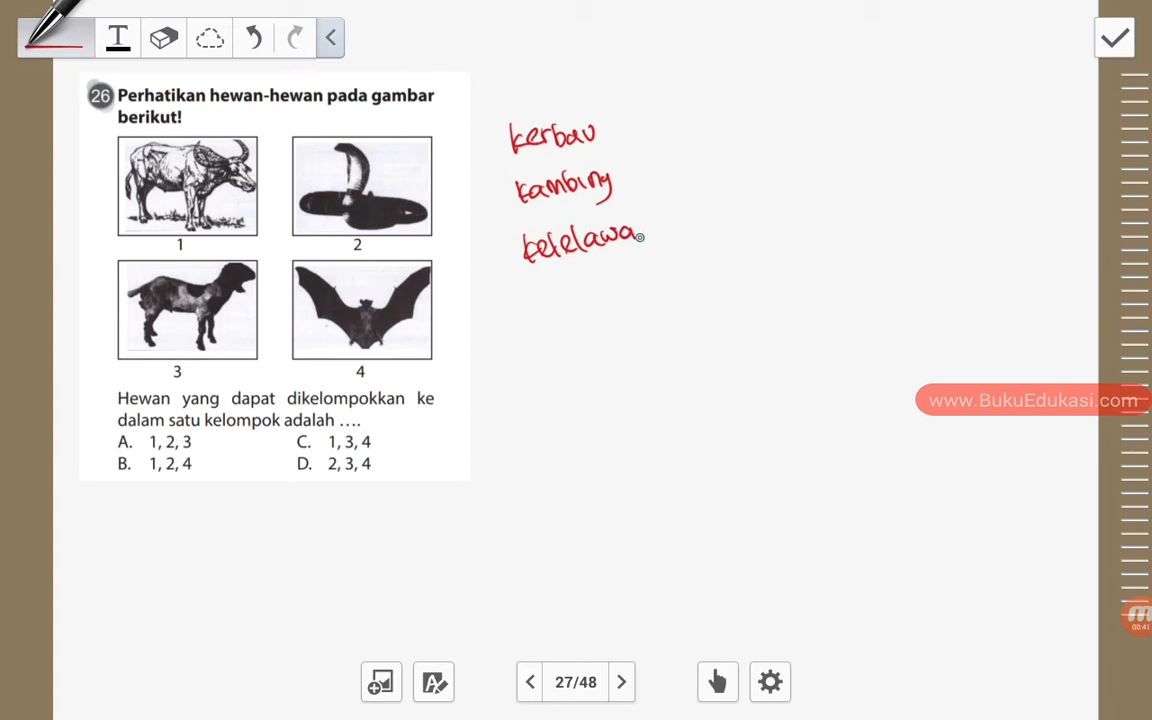 T
26 Perhatikan hewan-hewan pada gambar
berikut!
1
2
3
4
Hewan yang dapat dikelompokkan ke
dalam satu kelompok adalah ....
A. 1, 2, 3
C. 1, 3, 4
B. 1, 2, 4
D. 2, 3, 4
kerbau
kambing
kelelawa
www.BukuEdukasi.com
00:41
27/48